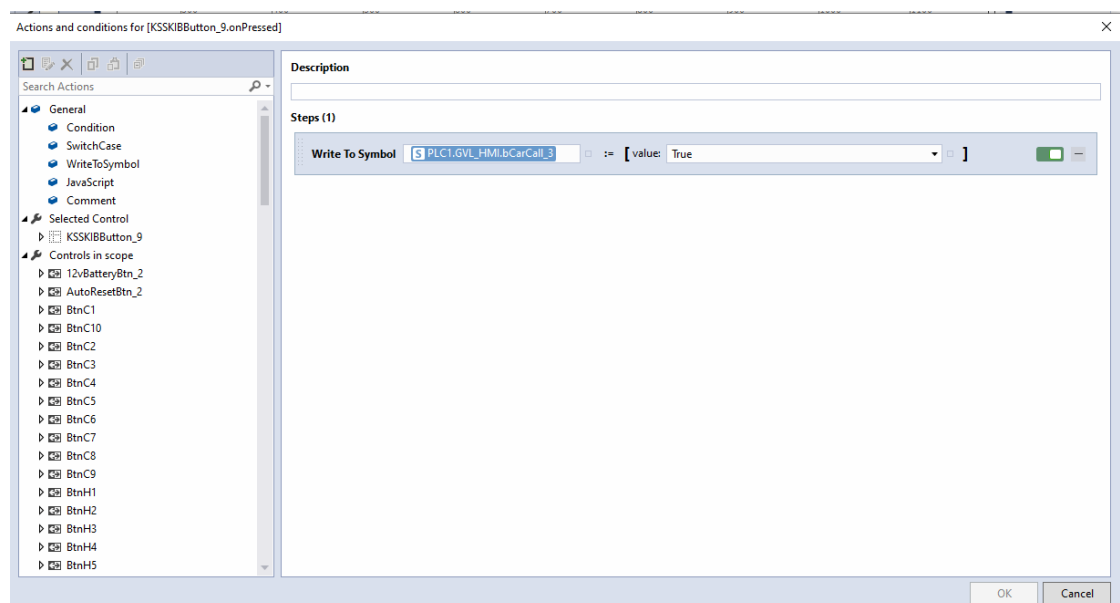 Actions and conditions for [KSSKIBButton_9.onPressed]
Search Actions
General
Condition
SwitchCase
WriteToSymbol
JavaScript
Comment
Selected Control
KSSKIBButton_9
Controls in scope
12vBatteryBtn_2
AutoResetBtn_2
BtnC1
BtnC10
BtnC2
BtnC3
BtnC4
BtnC5
BtnC6
BtnC7
BtnC8
BtnC9
BtnH1
BtnH2
BtnH3
BtnH4
BtnH5
Description
Steps (1)
Write To Symbol S PLC1.GVL_HMI.bCarCall_3 := [ value: True ]
OK Cancel